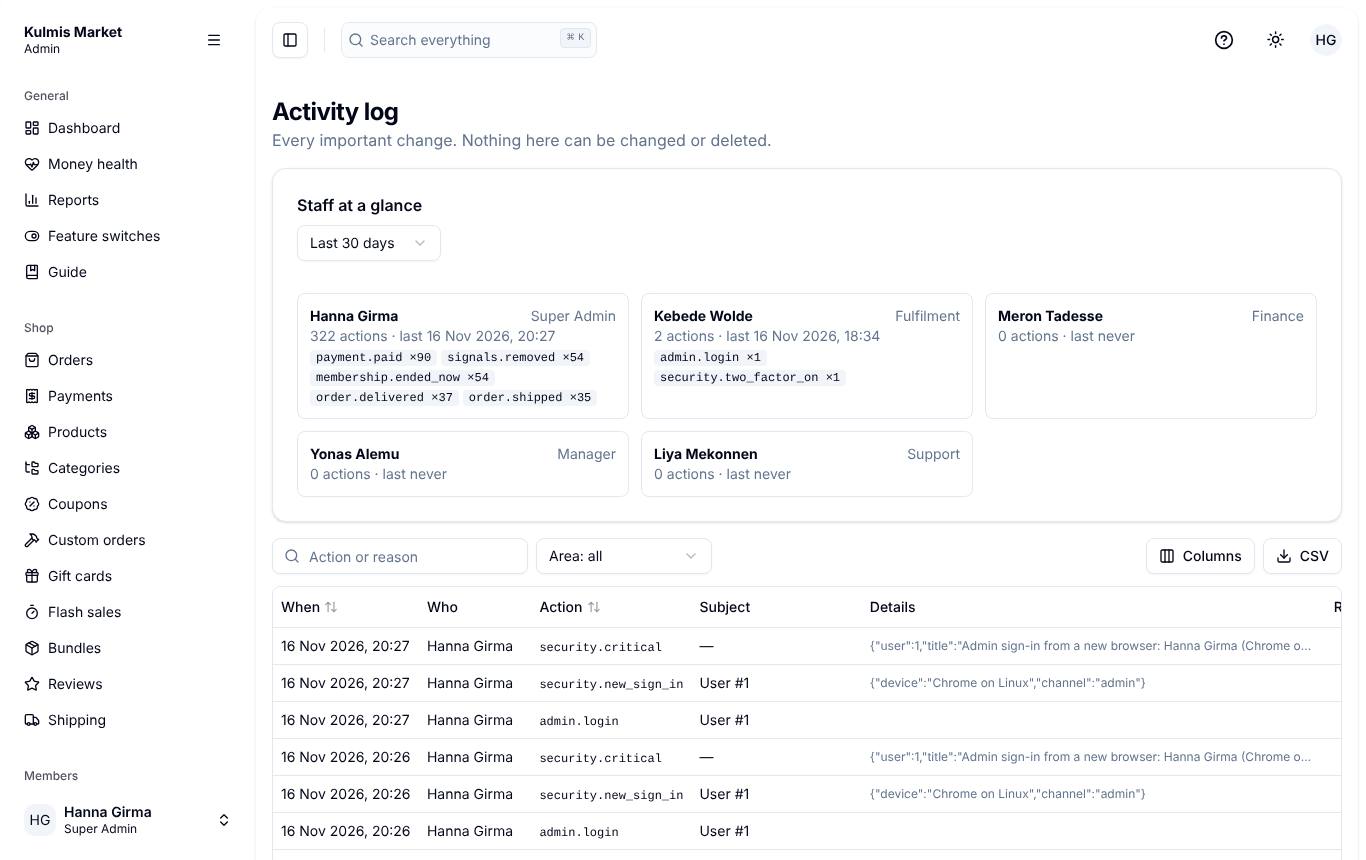 Kulmis Market
Admin
General
Dashboard
Money health
Reports
Feature switches
Guide
Shop
Orders
Payments
Products
Categories
Coupons
Custom orders
Gift cards
Flash sales
Bundles
Reviews
Shipping
Members
HG
Hanna Girma
Super Admin
Search everything
⌘ K
HG
Activity log
Every important change. Nothing here can be changed or deleted.
Staff at a glance
Last 30 days
Hanna Girma Super Admin
322 actions · last 16 Nov 2026, 20:27
payment.paid ×90 signals.removed ×54
membership.ended_now ×54
order.delivered ×37 order.shipped ×35
Kebede Wolde Fulfilment
2 actions · last 16 Nov 2026, 18:34
admin.login ×1
security.two_factor_on ×1
Meron Tadesse Finance
0 actions · last never
Yonas Alemu Manager
0 actions · last never
Liya Mekonnen Support
0 actions · last never
Action or reason
Area: all
Columns
CSV
When Who Action Subject Details R
16 Nov 2026, 20:27 Hanna Girma security.critical — {"user":1,"title":"Admin sign-in from a new browser: Hanna Girma (Chrome o...
16 Nov 2026, 20:27 Hanna Girma security.new_sign_in User #1 {"device":"Chrome on Linux","channel":"admin"}
16 Nov 2026, 20:27 Hanna Girma admin.login User #1
16 Nov 2026, 20:26 Hanna Girma security.critical — {"user":1,"title":"Admin sign-in from a new browser: Hanna Girma (Chrome o...
16 Nov 2026, 20:26 Hanna Girma security.new_sign_in User #1 {"device":"Chrome on Linux","channel":"admin"}
16 Nov 2026, 20:26 Hanna Girma admin.login User #1